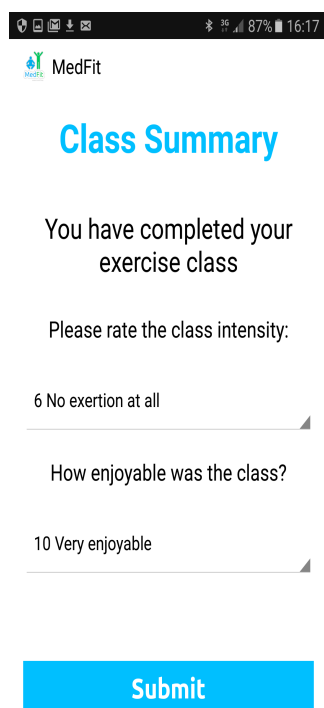 3G 87% 16:17
MedFit
MedFit
Class Summary
You have completed your
exercise class
Please rate the class intensity:
6 No exertion at all
How enjoyable was the class?
10 Very enjoyable
Submit